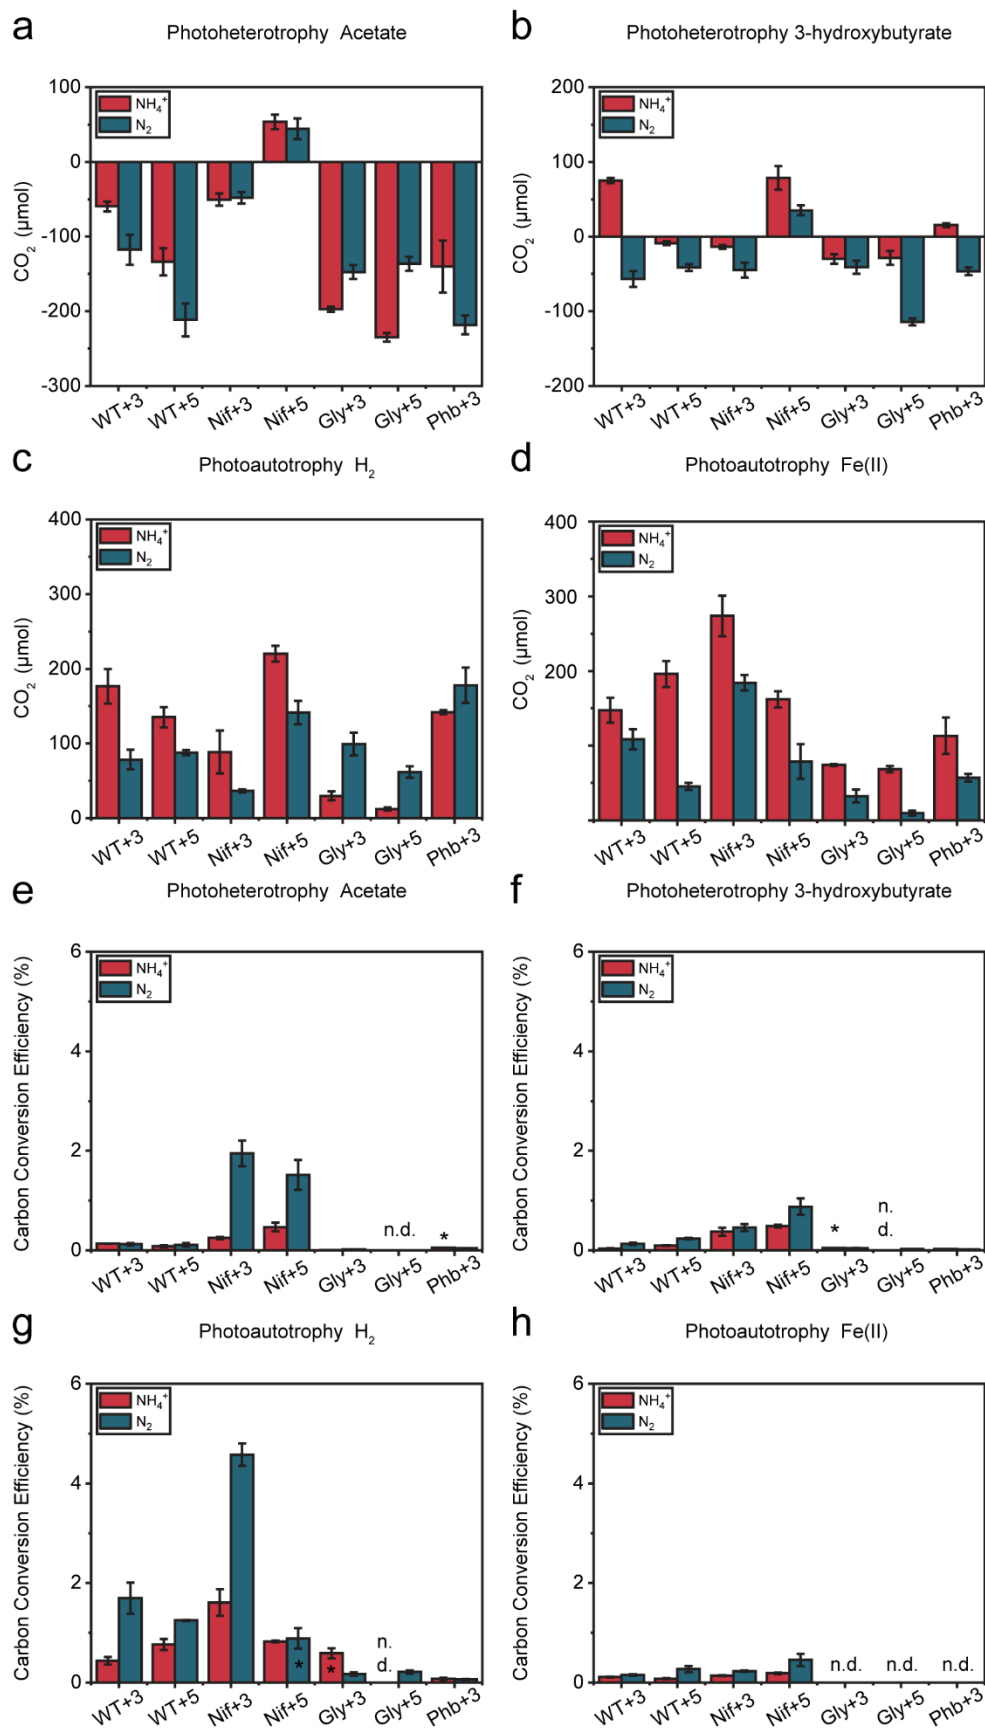 a
Photoheterotrophy Acetate
CO₂ (μmol)
100
0
-100
-200
-300
NH₄⁺
N₂
WT+3
WT+5
Nif+3
Nif+5
Gly+3
Gly+5
Phb+3
b
Photoheterotrophy 3-hydroxybutyrate
CO₂ (μmol)
200
100
0
-100
-200
NH₄⁺
N₂
WT+3
WT+5
Nif+3
Nif+5
Gly+3
Gly+5
Phb+3
c
Photoautotrophy H₂
CO₂ (μmol)
400
300
200
100
0
NH₄⁺
N₂
WT+3
WT+5
Nif+3
Nif+5
Gly+3
Gly+5
Phb+3
d
Photoautotrophy Fe(II)
CO₂ (μmol)
400
300
200
100
NH₄⁺
N₂
WT+3
WT+5
Nif+3
Nif+5
Gly+3
Gly+5
Phb+3
e
Photoheterotrophy Acetate
Carbon Conversion Efficiency (%)
6
4
2
0
NH₄⁺
N₂
n.d.
*
WT+3
WT+5
Nif+3
Nif+5
Gly+3
Gly+5
Phb+3
f
Photoheterotrophy 3-hydroxybutyrate
Carbon Conversion Efficiency (%)
6
4
2
0
NH₄⁺
N₂
*
n.
d.
WT+3
WT+5
Nif+3
Nif+5
Gly+3
Gly+5
Phb+3
g
Photoautotrophy H₂
Carbon Conversion Efficiency (%)
6
4
2
0
NH₄⁺
N₂
*
*
n.
d.
WT+3
WT+5
Nif+3
Nif+5
Gly+3
Gly+5
Phb+3
h
Photoautotrophy Fe(II)
Carbon Conversion Efficiency (%)
6
4
2
0
NH₄⁺
N₂
n.d.
n.d.
n.d.
WT+3
WT+5
Nif+3
Nif+5
Gly+3
Gly+5
Phb+3